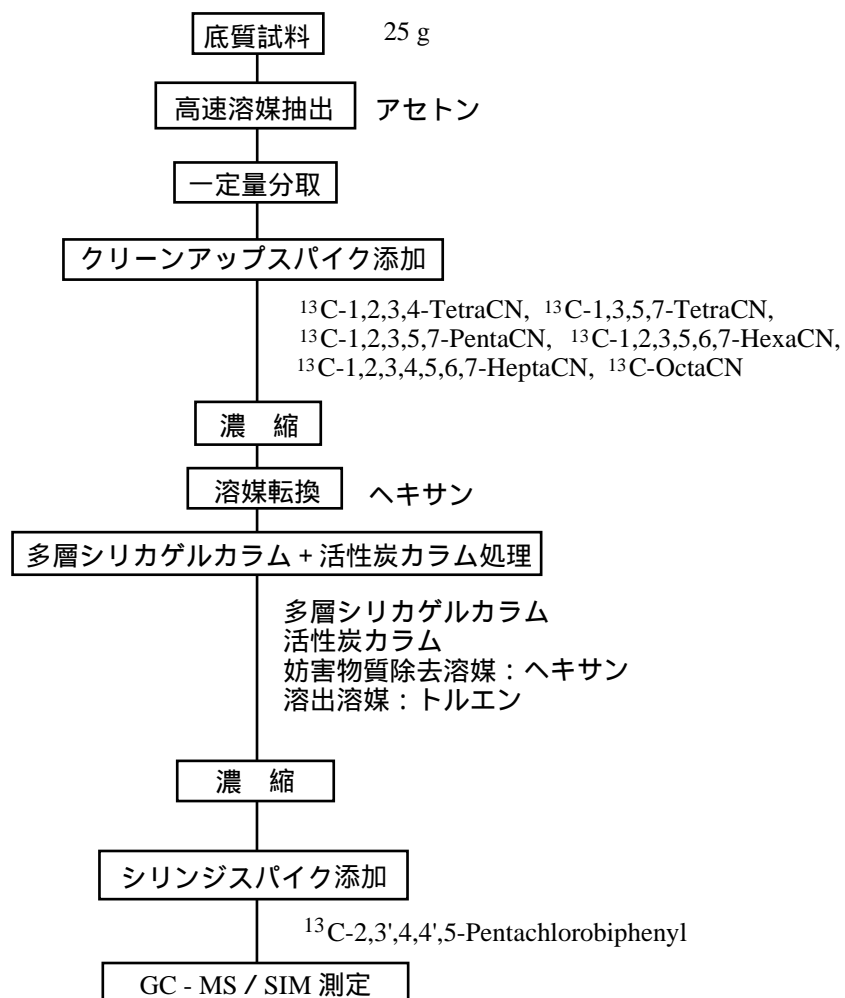 底質試料 25 g
高速溶媒抽出 アセトン
一定量分取
クリーンアップスパイク添加
¹³C-1,2,3,4-TetraCN, ¹³C-1,3,5,7-TetraCN,
¹³C-1,2,3,5,7-PentaCN, ¹³C-1,2,3,5,6,7-HexaCN,
¹³C-1,2,3,4,5,6,7-HeptaCN, ¹³C-OctaCN
濃 縮
溶媒転換 ヘキサン
多層シリカゲルカラム + 活性炭カラム処理
多層シリカゲルカラム
活性炭カラム
妨害物質除去溶媒：ヘキサン
溶出溶媒：トルエン
濃 縮
シリンジスパイク添加
¹³C-2,3',4,4',5-Pentachlorobiphenyl
GC - MS / SIM 測定